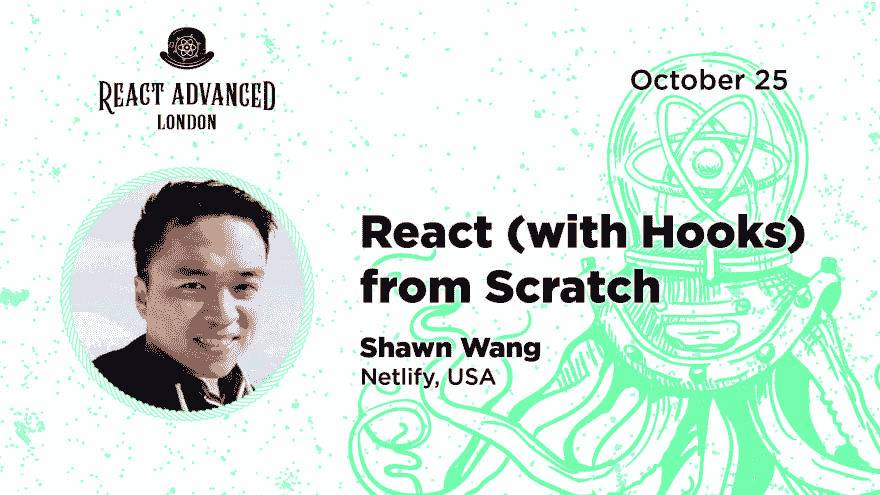 REACT ADVANCED
LONDON
October 25
React (with Hooks)
from Scratch
Shawn Wang
Netlify, USA